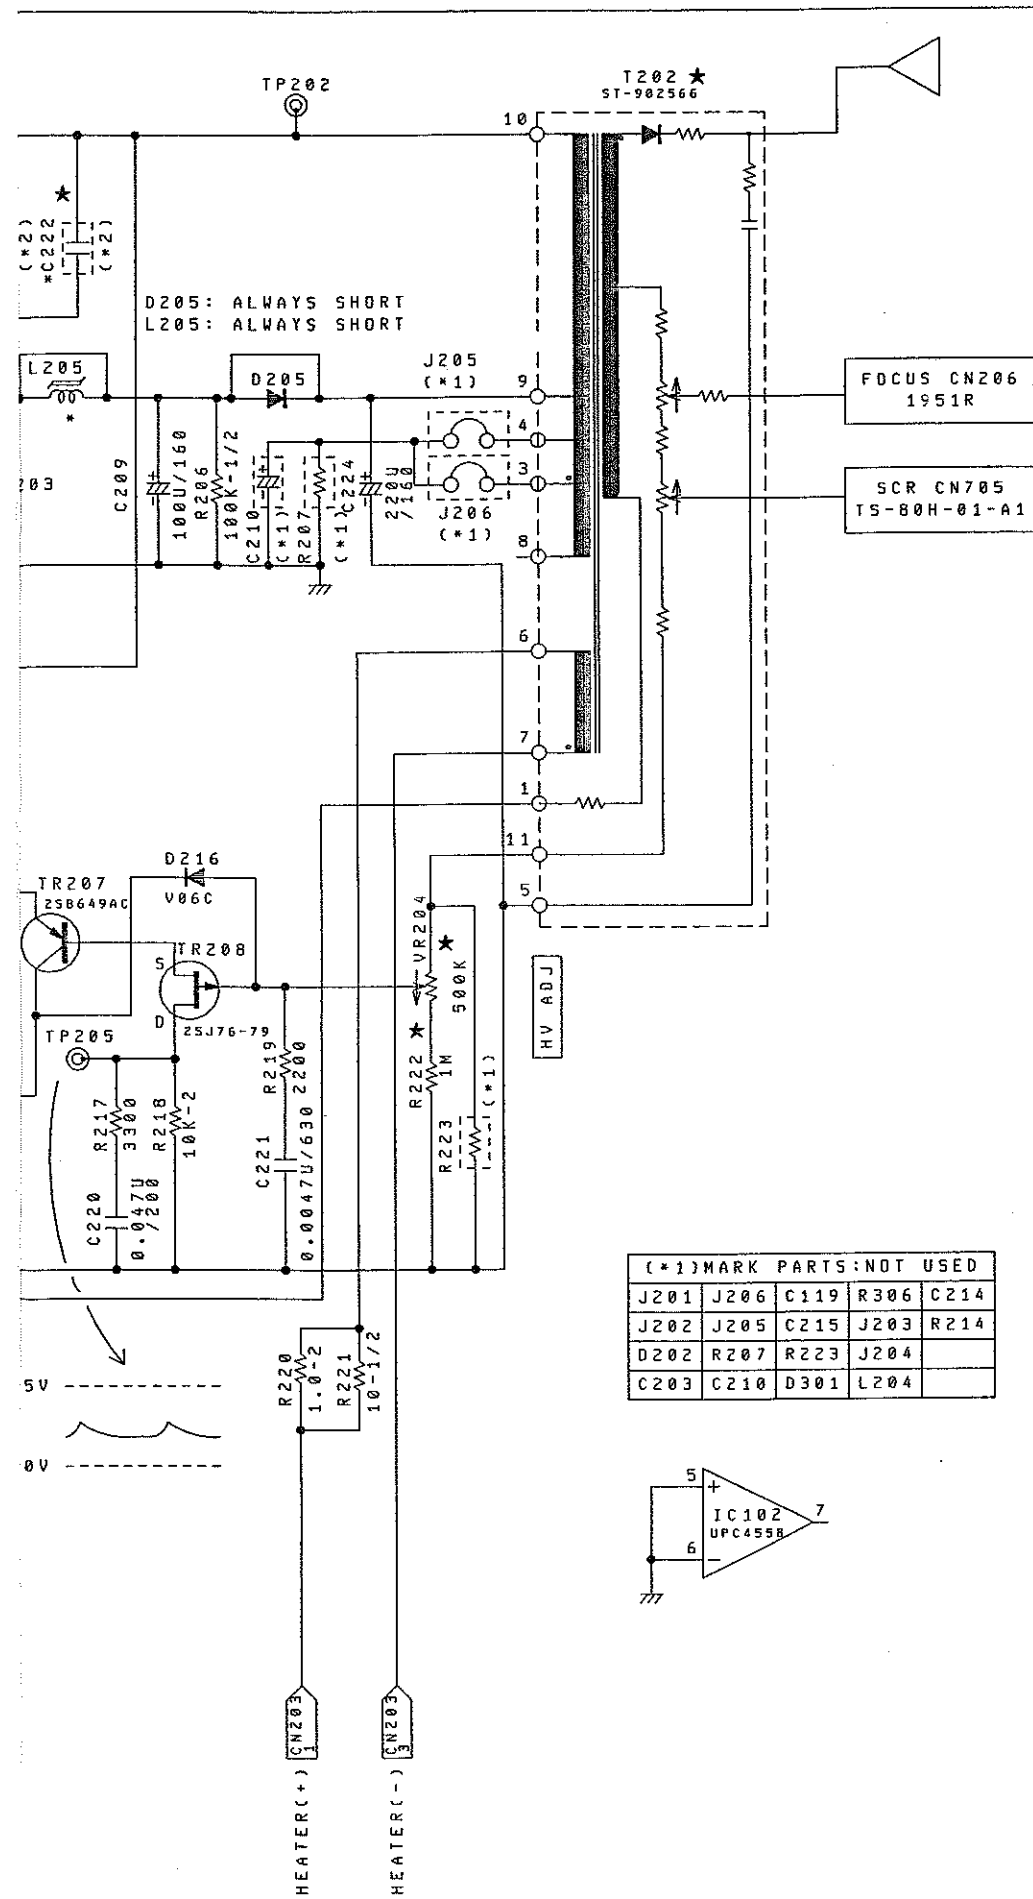 TP202
T202 ★
ST-902566
10
★
(*2)
*C222
(*2)
D205: ALWAYS SHORT
L205: ALWAYS SHORT
L205
*
D205
J205
(*1)
9
4
3
J206
(*1)
8
FOCUS CN206
1951R
SCR CN705
TS-80H-01-A1
203
C209
100U/160
R206
100K-1/2
C210
(*1)
R207
(*1)
C224
220U
/160
6
7
1
11
5
D216
V06C
TR207
2SB649AC
TR208
S
D
2SJ76-79
TP205
VR204
★
500K
HV ADJ
R222 ★
1M
R223
(*1)
R219
2200
C221
0.0047U/630
R217
3300
R218
10K-2
C220
0.047U
/200
(*1)MARK PARTS:NOT USED
J201 J206 C119 R306 C214
J202 J205 C215 J203 R214
D202 R207 R223 J204
C203 C210 D301 L204
R220
1.0-2
R221
10-1/2
5V
0V
5
+
IC102
UPC4558
7
6
−
CN203
1
HEATER(+)
CN203
3
HEATER(-)